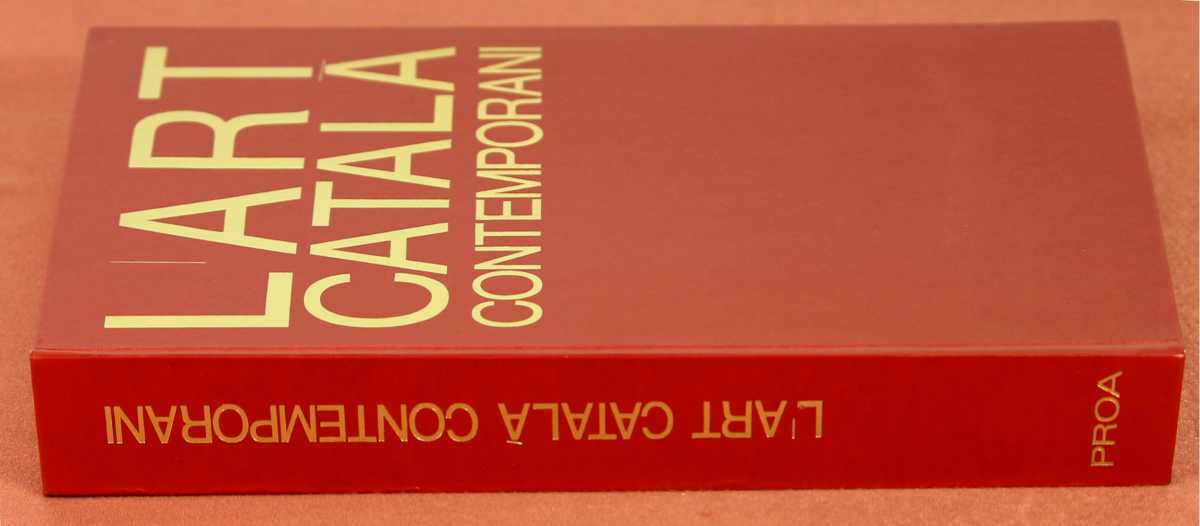 L'ART
CATALÀ
CONTEMPORANI
L'ART CATALÀ CONTEMPORANI
PROA